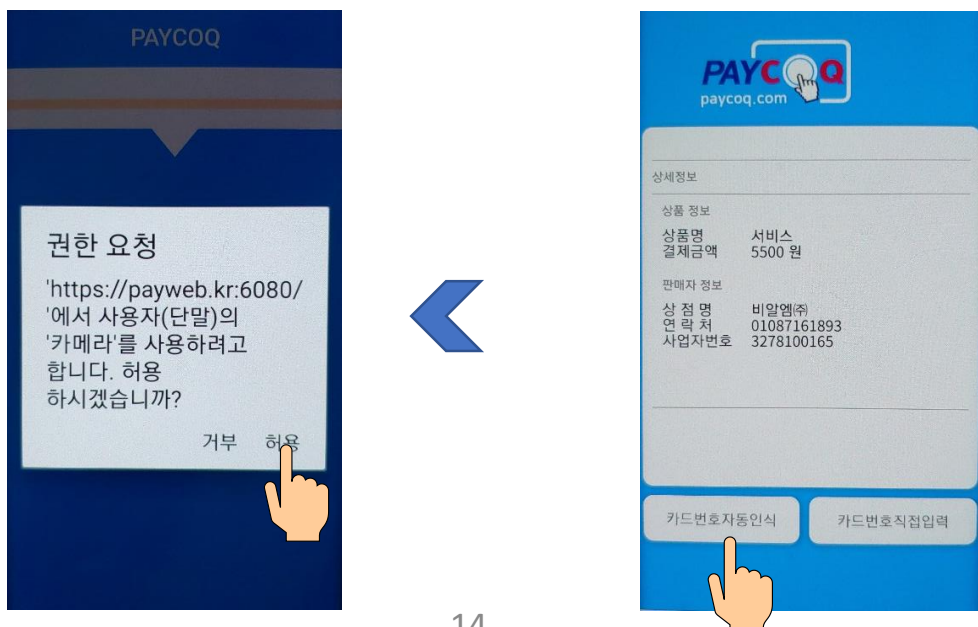 PAYCOQ
권한 요청
'https://payweb.kr:6080/
'에서 사용자(단말)의
'카메라'를 사용하려고
합니다. 허용
하시겠습니까?
거부 허용
PAYCOQ
paycoq.com
상세정보
상품 정보
상품명 서비스
결제금액 5500 원
판매자 정보
상 점 명 비알엠㈜
연 락 처 01087161893
사업자번호 3278100165
카드번호자동인식 카드번호직접입력
14